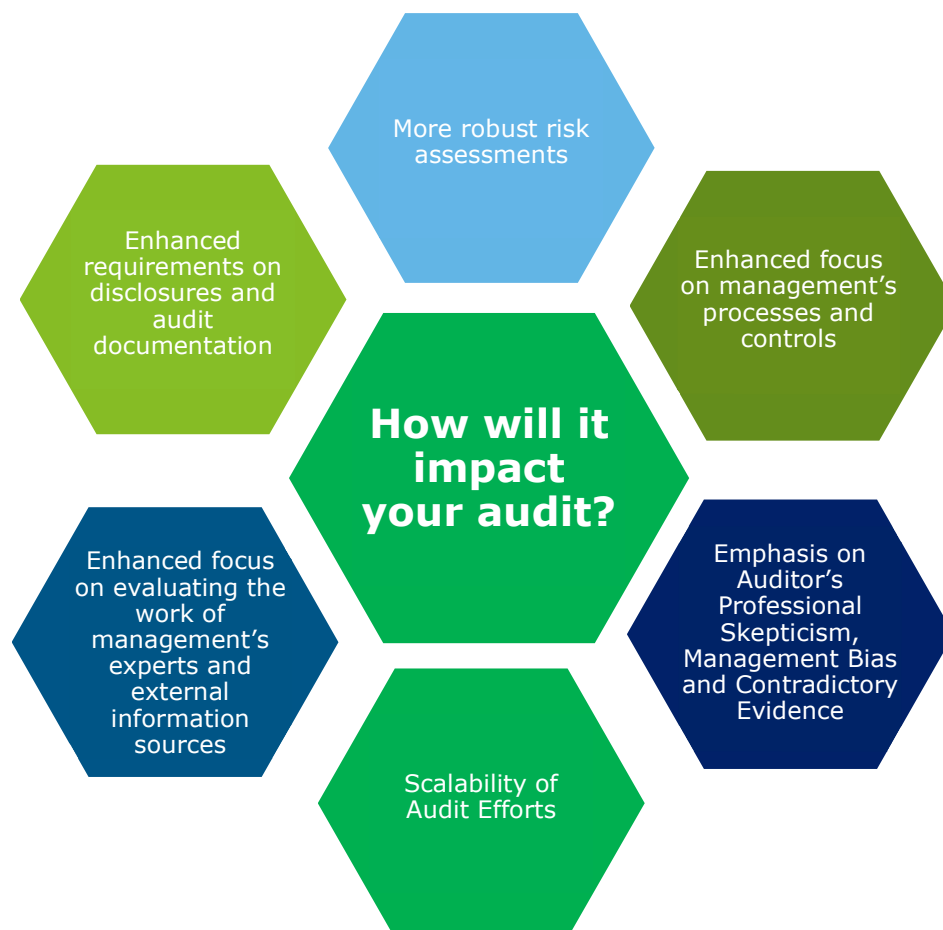 More robust risk
assessments
Enhanced
requirements on
disclosures and
audit
documentation
Enhanced focus
on management’s
processes and
controls
How will it
impact
your audit?
Enhanced focus
on evaluating the
work of
management’s
experts and
external
information
sources
Emphasis on
Auditor’s
Professional
Skepticism,
Management Bias
and Contradictory
Evidence
Scalability of
Audit Efforts